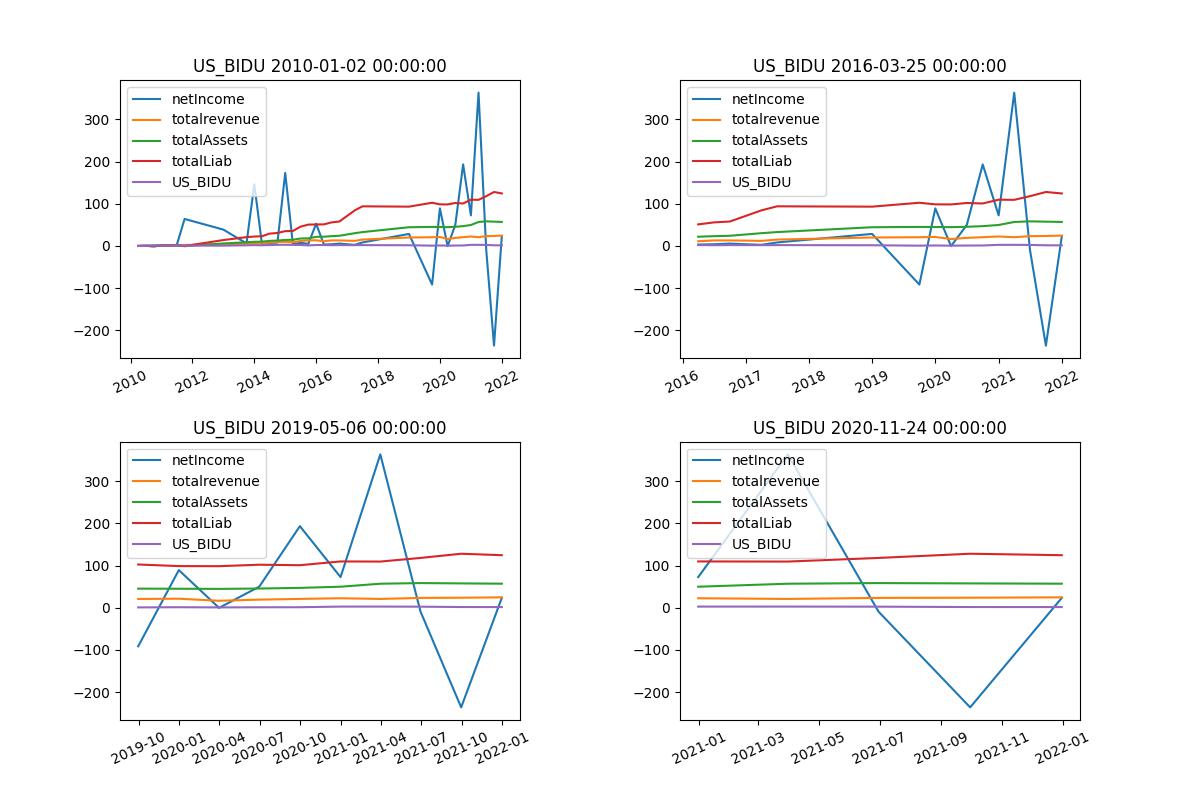 US_BIDU 2010-01-02 00:00:00
netIncome
totalrevenue
totalAssets
totalLiab
US_BIDU
300
200
100
0
−100
−200
2010 2012 2014 2016 2018 2020 2022
US_BIDU 2016-03-25 00:00:00
netIncome
totalrevenue
totalAssets
totalLiab
US_BIDU
300
200
100
0
−100
−200
2016 2017 2018 2019 2020 2021 2022
US_BIDU 2019-05-06 00:00:00
netIncome
totalrevenue
totalAssets
totalLiab
US_BIDU
300
200
100
0
−100
−200
2019-10 2020-01 2020-04 2020-07 2020-10 2021-01 2021-04 2021-07 2021-10 2022-01
US_BIDU 2020-11-24 00:00:00
netIncome
totalrevenue
totalAssets
totalLiab
US_BIDU
300
200
100
0
−100
−200
2021-01 2021-03 2021-05 2021-07 2021-09 2021-11 2022-01